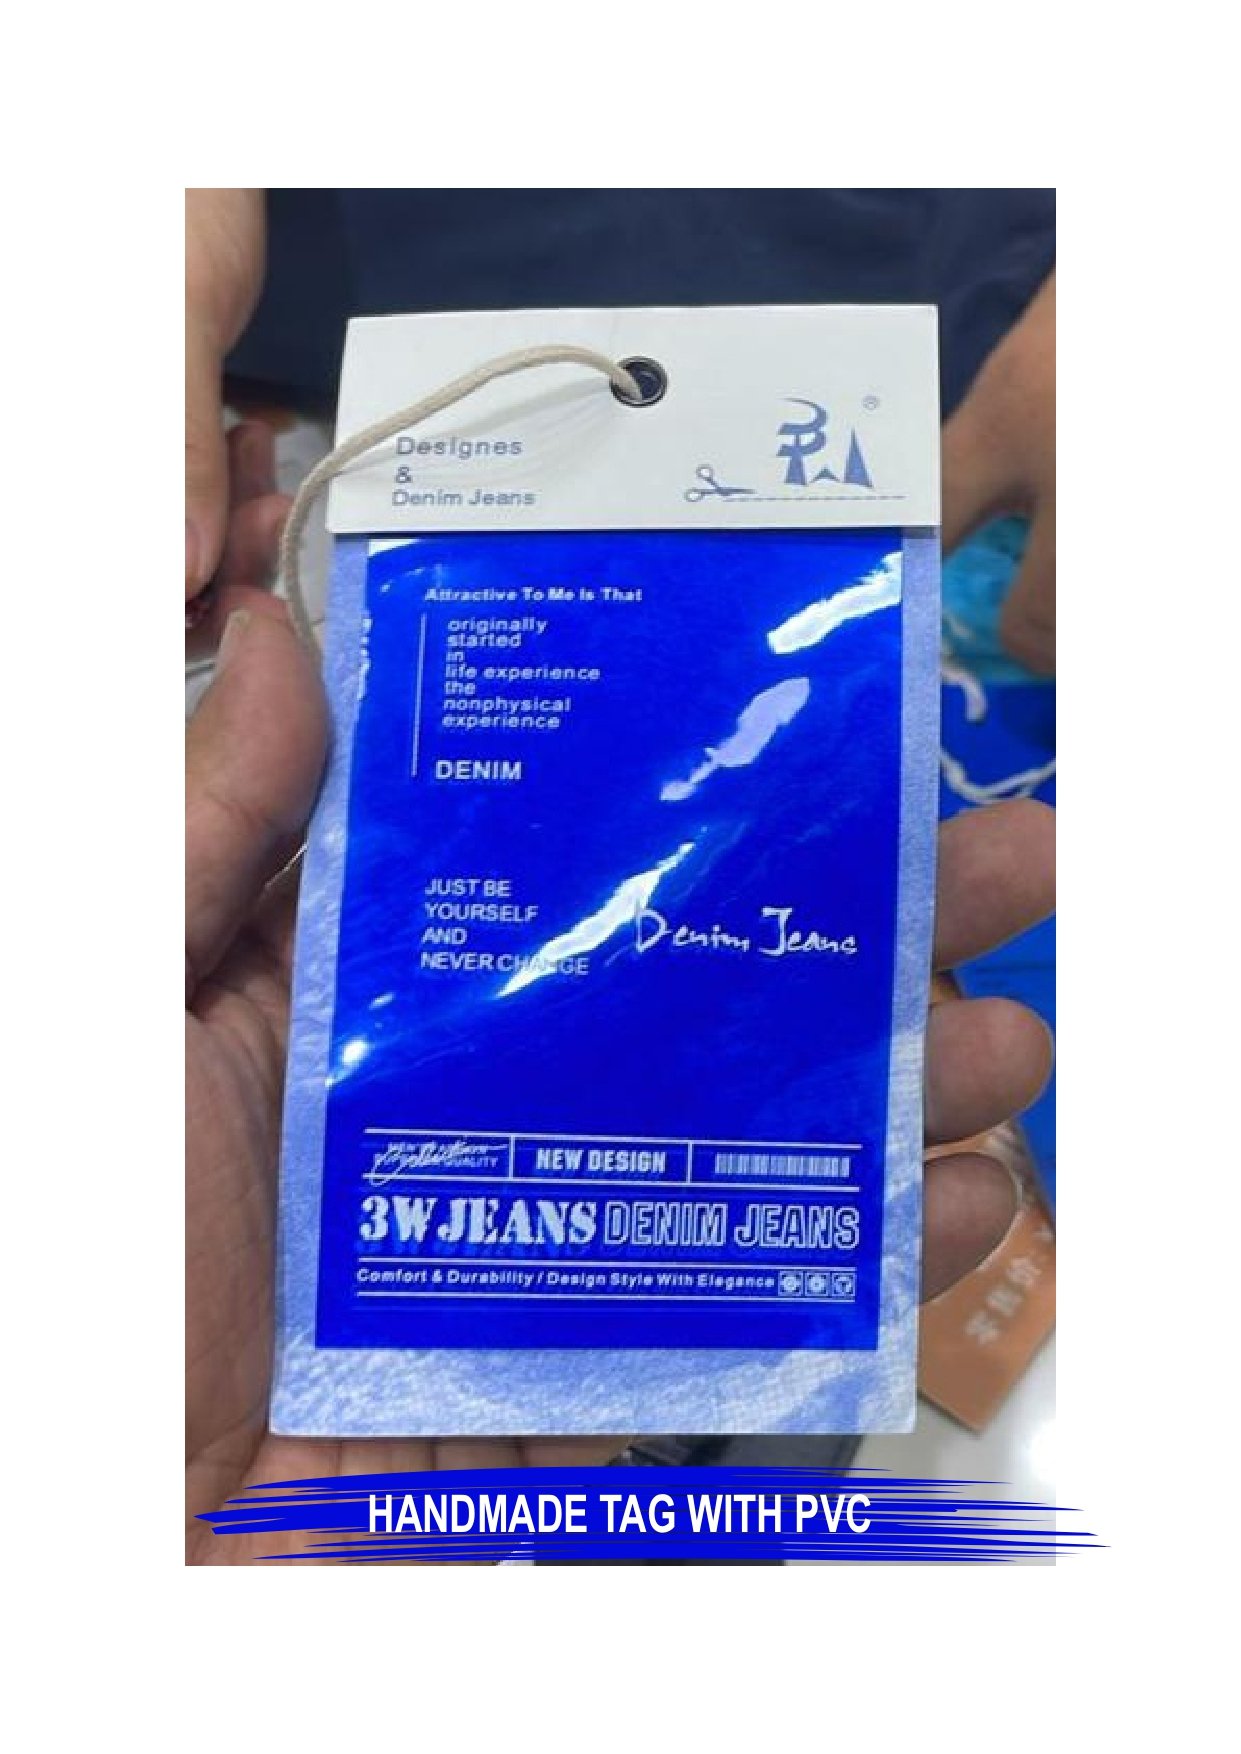 Designes
&
Denim Jeans
®
Attractive To Me Is That
originally
started
in
life experience
the
nonphysical
experience
DENIM
JUST BE
YOURSELF
AND
NEVER CHANGE
Denim Jeans
QUALITY
NEW DESIGN
3W JEANS DENIM JEANS
Comfort & Durability / Design Style With Elegance
HANDMADE TAG WITH PVC